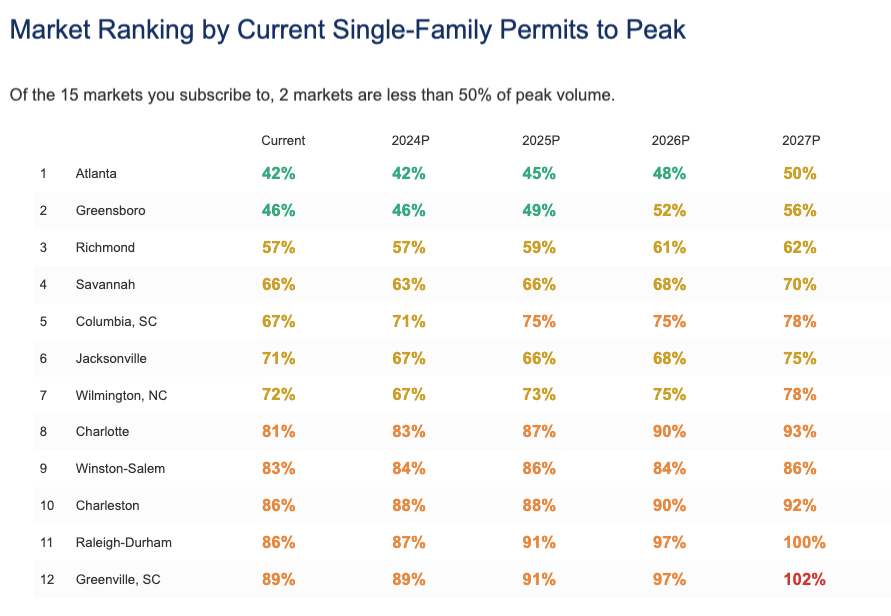 Market Ranking by Current Single-Family Permits to Peak
Of the 15 markets you subscribe to, 2 markets are less than 50% of peak volume.
Current 2024P 2025P 2026P 2027P
1 Atlanta 42% 42% 45% 48% 50%
2 Greensboro 46% 46% 49% 52% 56%
3 Richmond 57% 57% 59% 61% 62%
4 Savannah 66% 63% 66% 68% 70%
5 Columbia, SC 67% 71% 75% 75% 78%
6 Jacksonville 71% 67% 66% 68% 75%
7 Wilmington, NC 72% 67% 73% 75% 78%
8 Charlotte 81% 83% 87% 90% 93%
9 Winston-Salem 83% 84% 86% 84% 86%
10 Charleston 86% 88% 88% 90% 92%
11 Raleigh-Durham 86% 87% 91% 97% 100%
12 Greenville, SC 89% 89% 91% 97% 102%